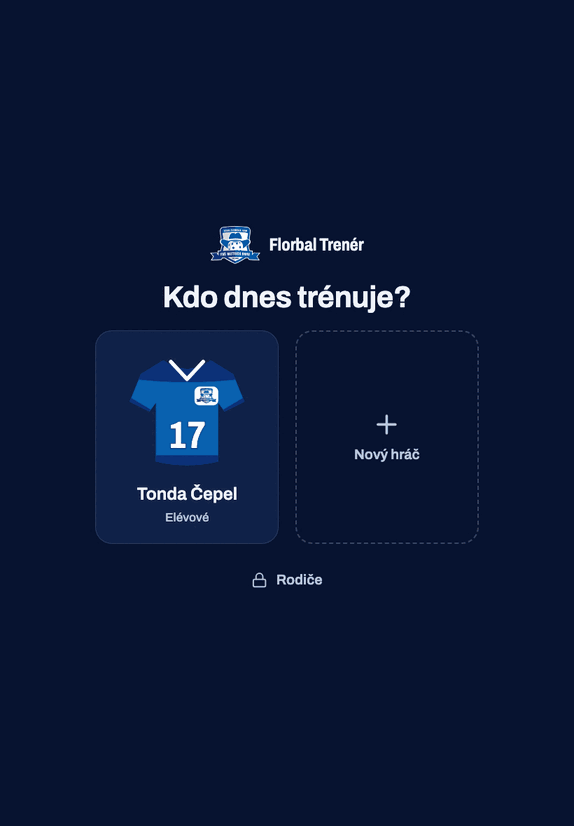 Florbal Trenér
Kdo dnes trénuje?
17
Tonda Čepel
Elévové
Nový hráč
Rodiče